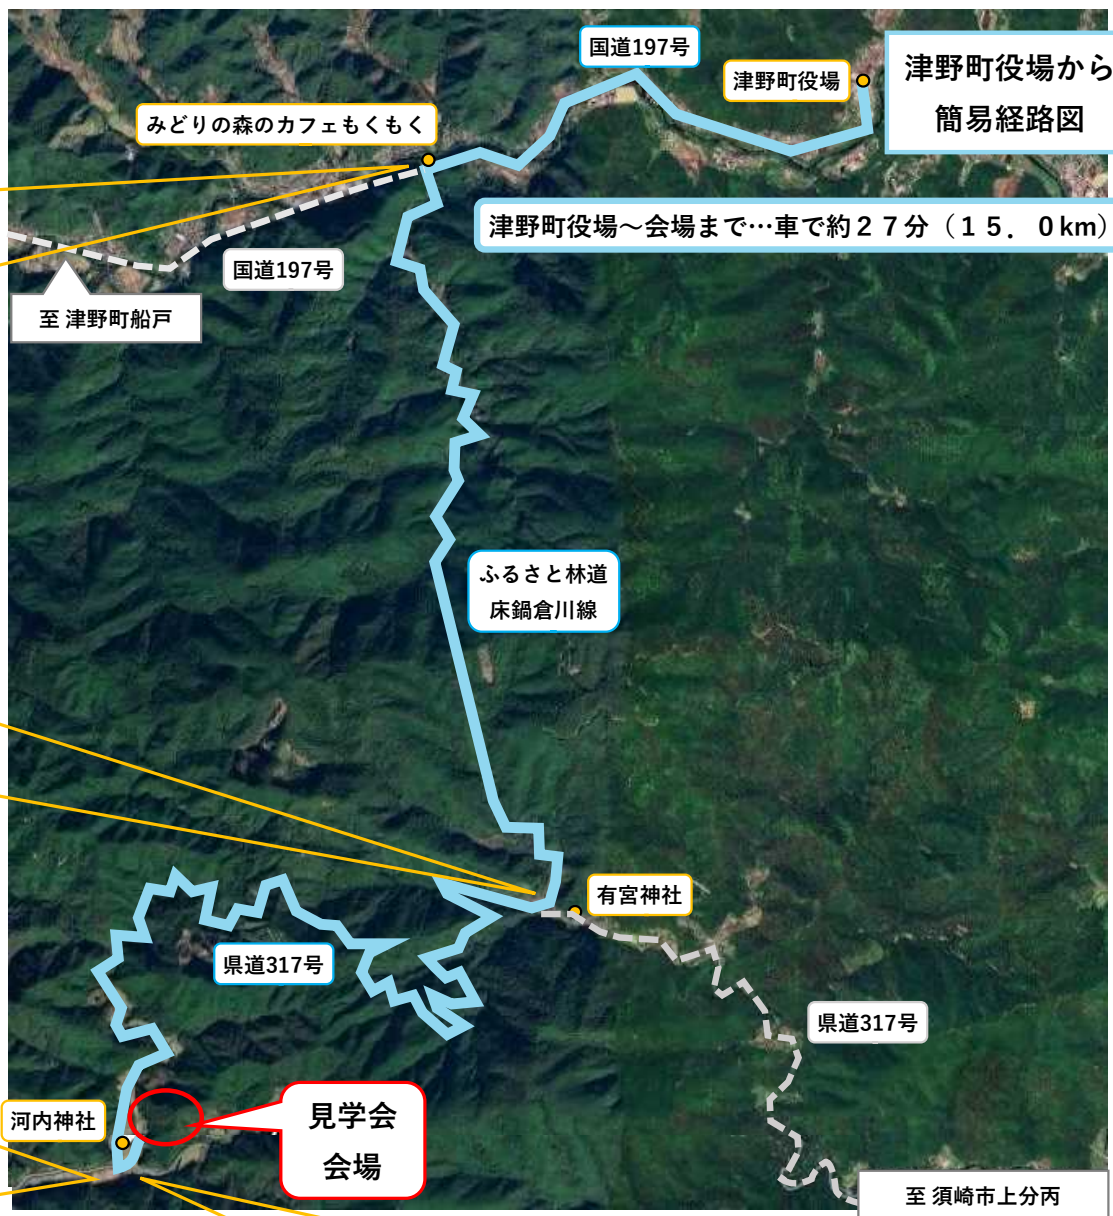 国道197号
津野町役場
津野町役場から
簡易経路図
みどりの森のカフェもくもく
津野町役場～会場まで…車で約２７分（１５．０km）
国道197号
至 津野町船戸
ふるさと林道
床鍋倉川線
有宮神社
県道317号
県道317号
河内神社
見学会
会場
至 須崎市上分丙